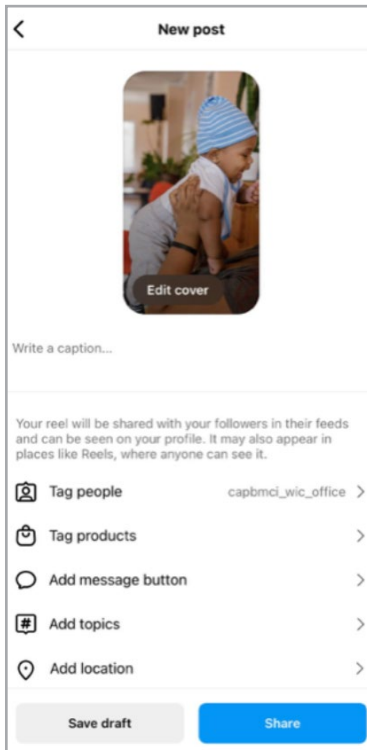 New post
Edit cover
Write a caption...
Your reel will be shared with your followers in their feeds
and can be seen on your profile. It may also appear in
places like Reels, where anyone can see it.
Tag people capbmci_wic_office
Tag products
Add message button
Add topics
Add location
Save draft Share